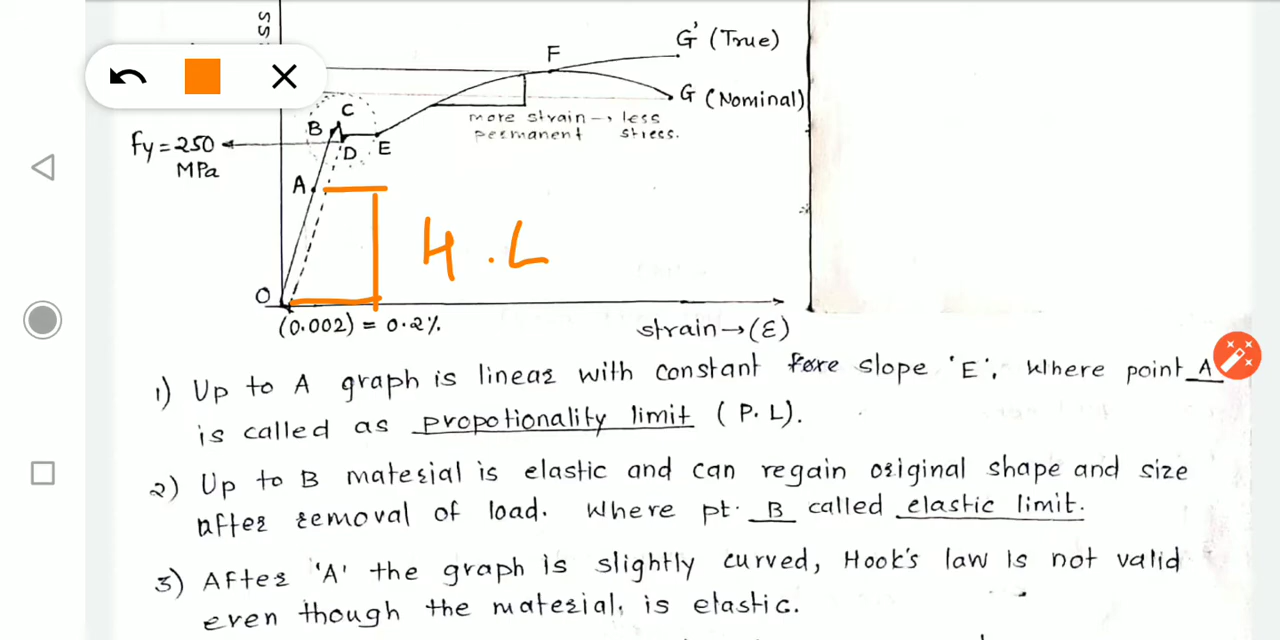 ss
G' (True)
F
G (Nominal)
C
B
more strain → less
permanent stress.
fy = 250
MPa
D
E
A
H.L
O
(0.002) = 0.2%
strain → (ε)
1) Up to A graph is linear with constant fore slope 'E'. Where point A
is called as propotionality limit (P.L).
2) Up to B material is elastic and can regain original shape and size
after removal of load. Where pt. B called elastic limit.
3) After 'A' the graph is slightly curved, Hook's law is not valid
even though the material, is elastic.